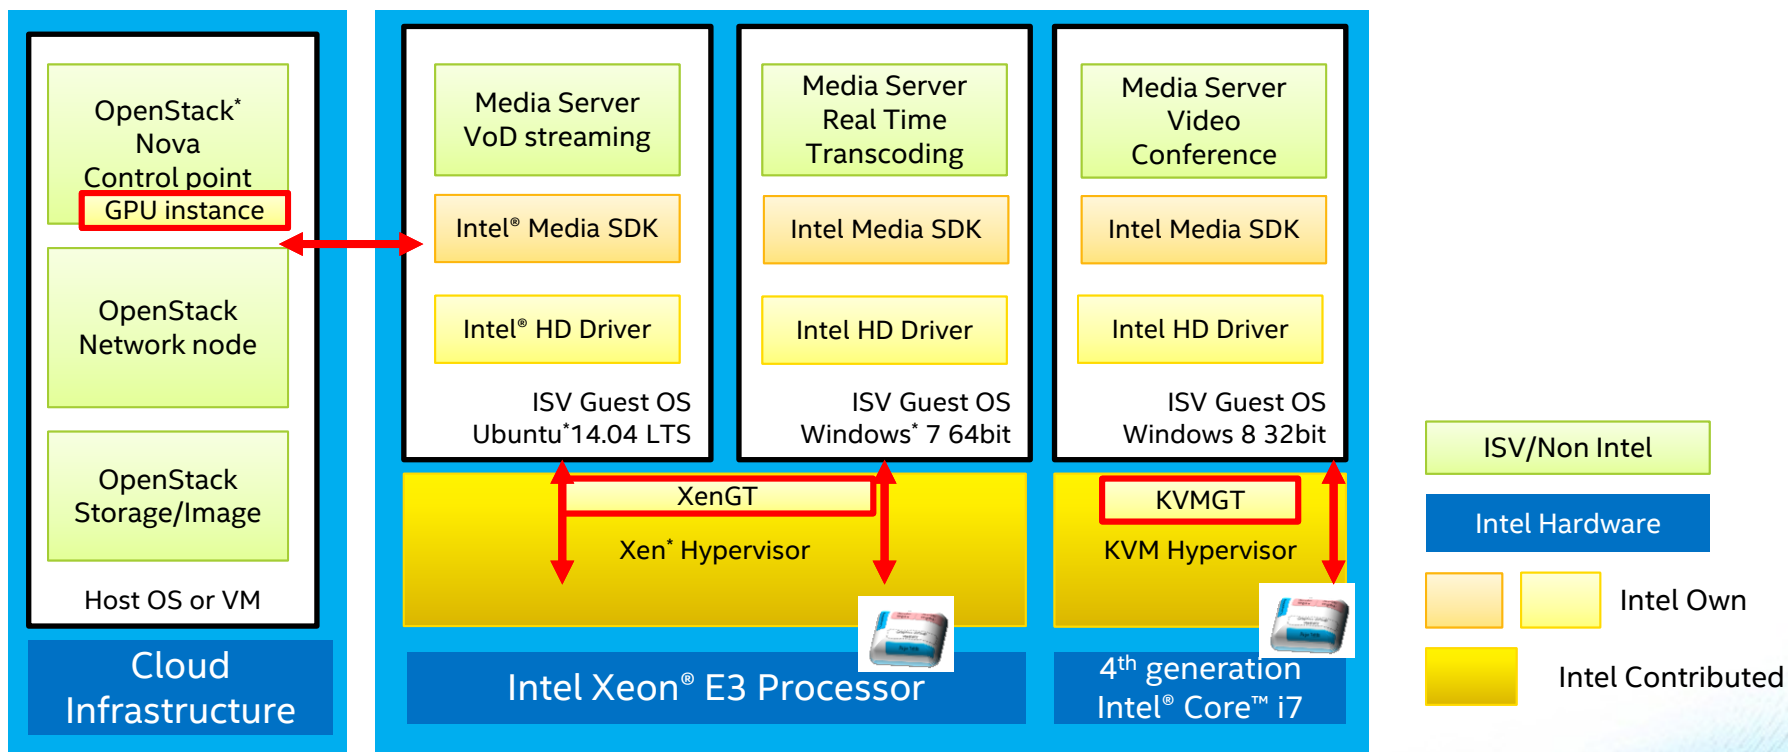 OpenStack*
Nova
Control point
GPU instance
OpenStack
Network node
OpenStack
Storage/Image
Host OS or VM
Cloud
Infrastructure
Media Server
VoD streaming
Intel® Media SDK
Intel® HD Driver
ISV Guest OS
Ubuntu*14.04 LTS
Media Server
Real Time
Transcoding
Intel Media SDK
Intel HD Driver
ISV Guest OS
Windows* 7 64bit
Media Server
Video
Conference
Intel Media SDK
Intel HD Driver
ISV Guest OS
Windows 8 32bit
XenGT
Xen* Hypervisor
KVMGT
KVM Hypervisor
Intel Xeon® E3 Processor
4th generation
Intel® Core™ i7
ISV/Non Intel
Intel Hardware
Intel Own
Intel Contributed